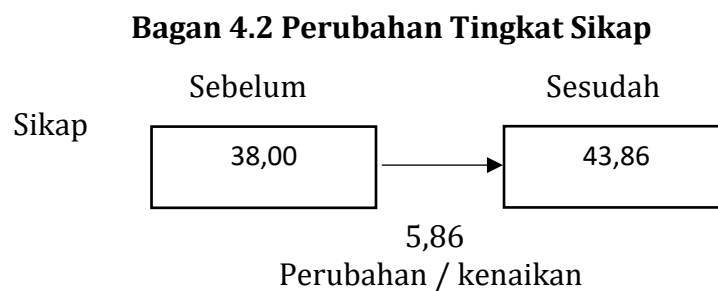 Bagan 4.2 Perubahan Tingkat Sikap
Sebelum Sesudah
Sikap
38,00 43,86
5,86
Perubahan / kenaikan